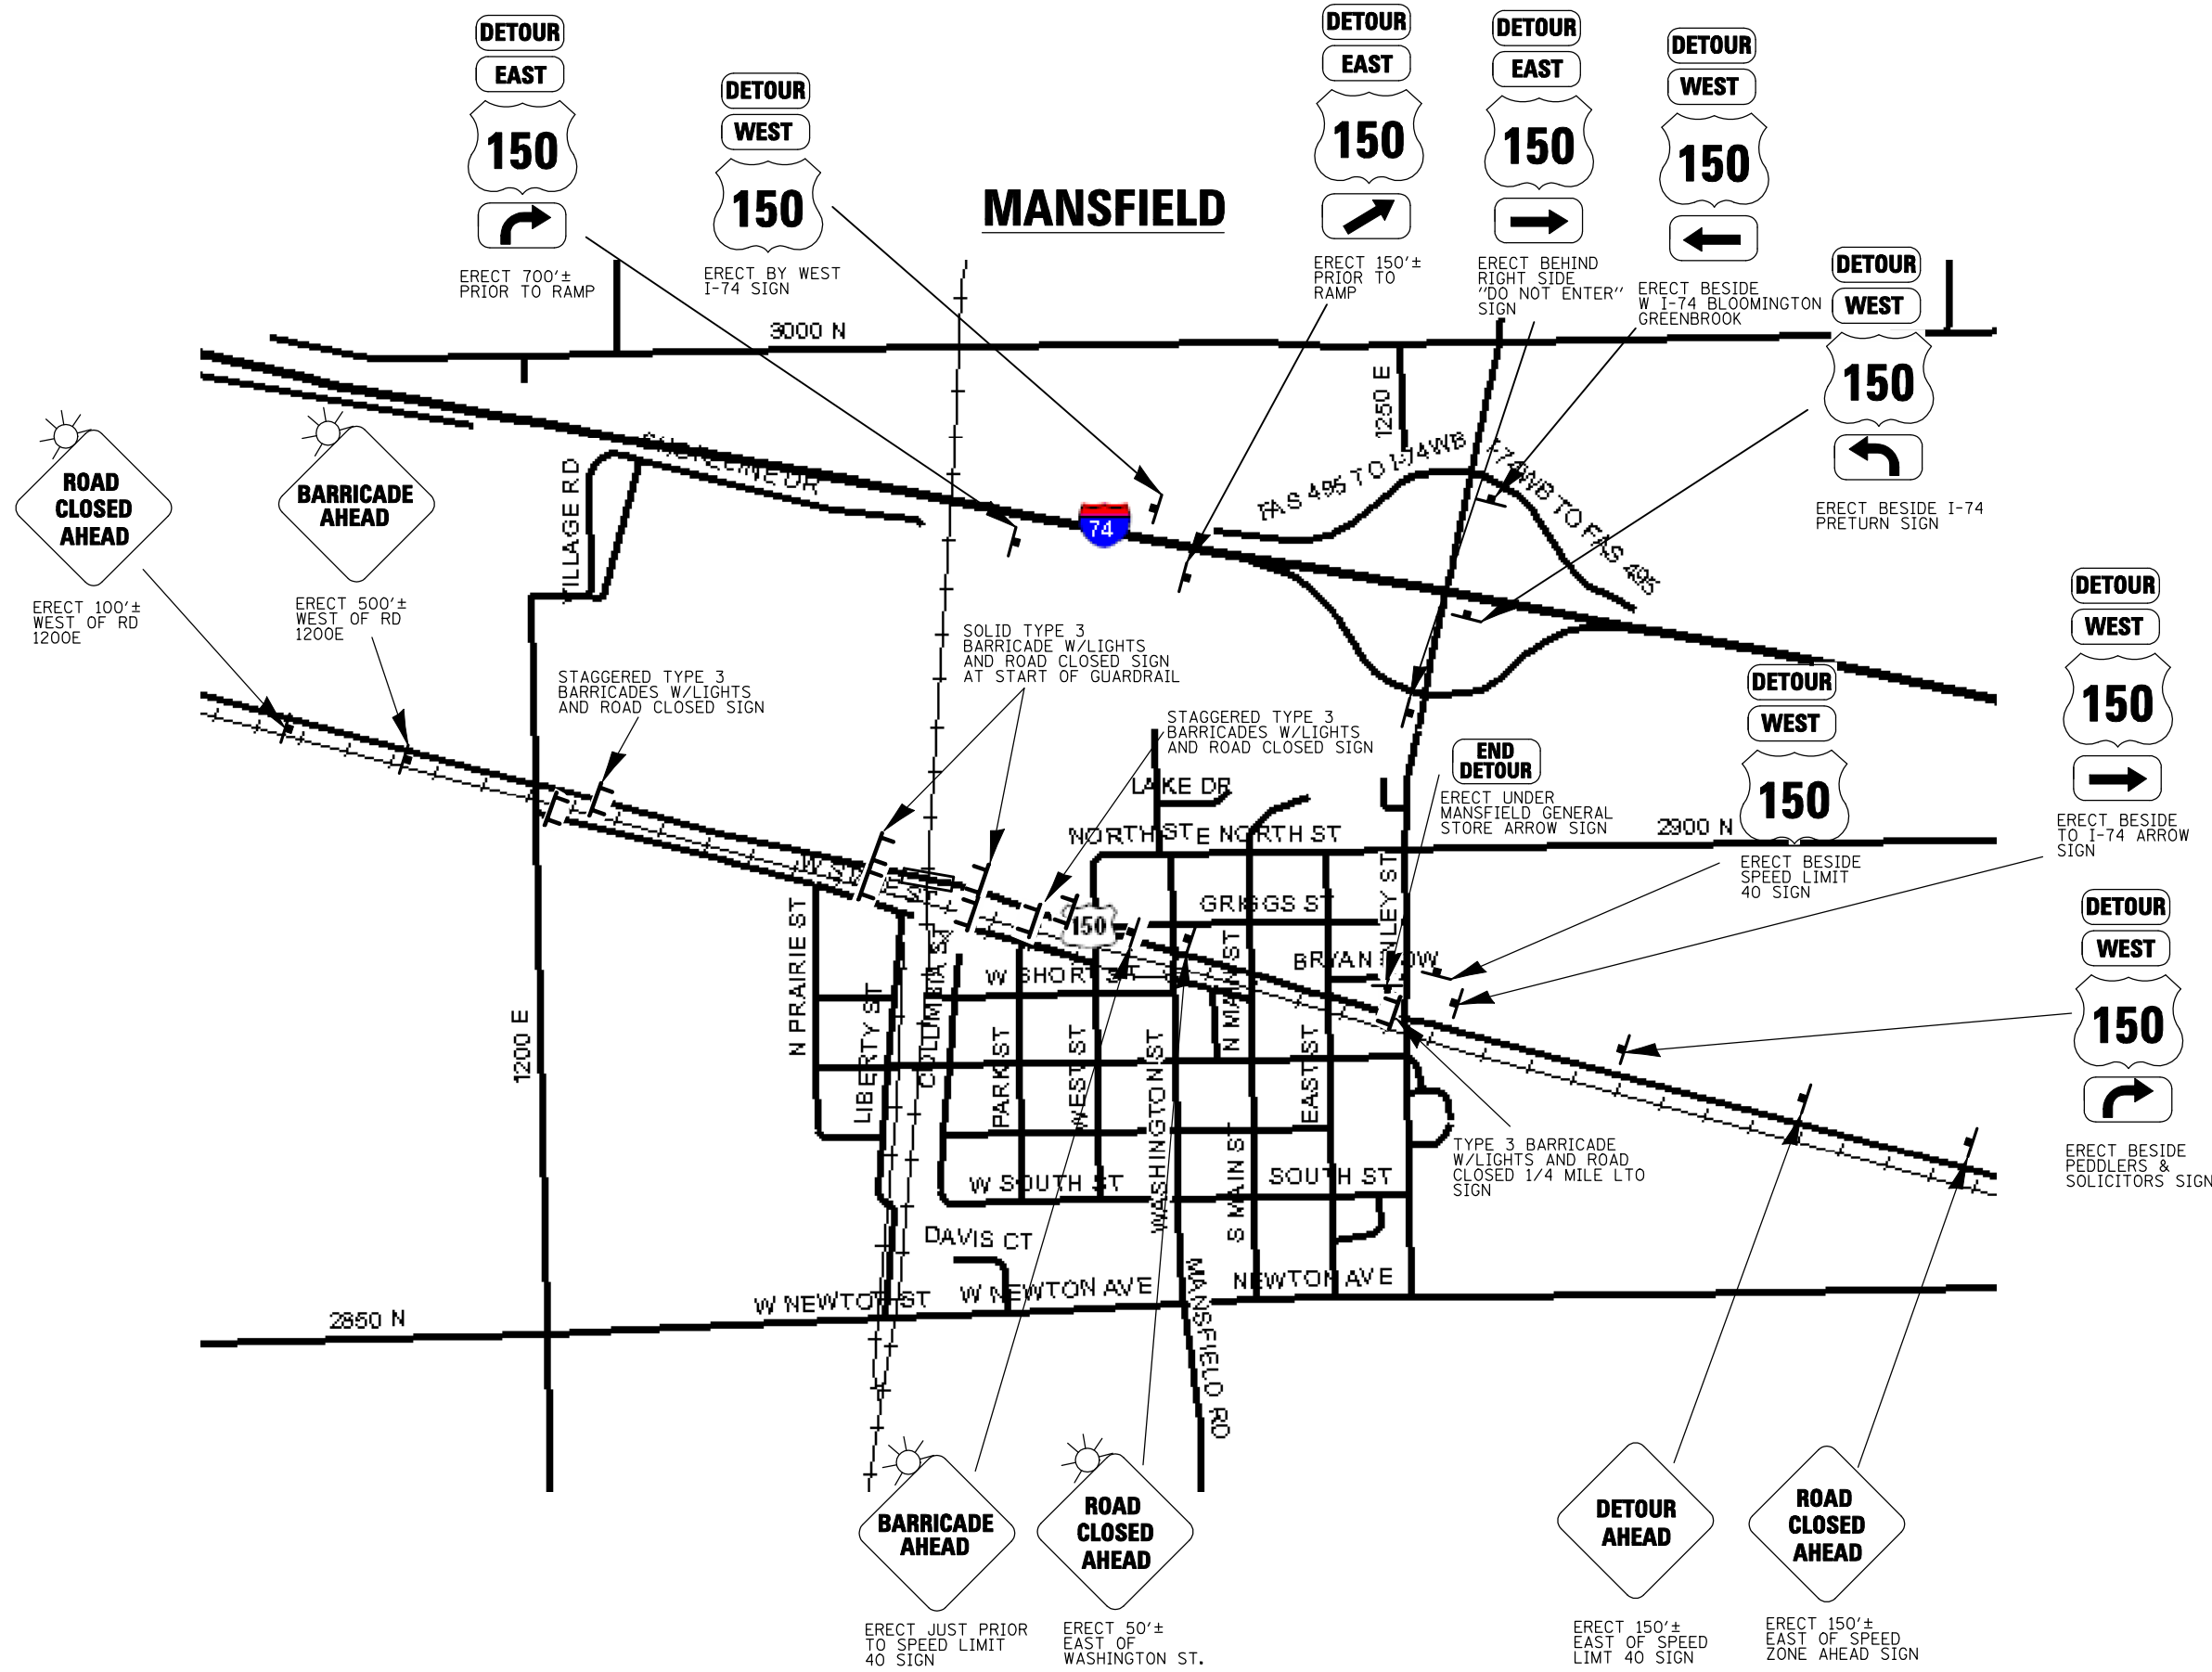 DETOUR
EAST
150
ERECT 700'±
PRIOR TO RAMP
DETOUR
WEST
150
ERECT BY WEST
I-74 SIGN
MANSFIELD
DETOUR
EAST
150
ERECT 150'±
PRIOR TO
RAMP
DETOUR
EAST
150
ERECT BEHIND
RIGHT SIDE
"DO NOT ENTER"
SIGN
DETOUR
WEST
150
ERECT BESIDE
W I-74 BLOOMINGTON
GREENBROOK
DETOUR
WEST
150
ERECT BESIDE I-74
PRETURN SIGN
3000 N
1250 E
FAS 495 TO I-74WB
I-74WB TO FAS 495
74
VILLAGE RD
ROAD
CLOSED
AHEAD
ERECT 100'±
WEST OF RD
1200E
BARRICADE
AHEAD
ERECT 500'±
WEST OF RD
1200E
STAGGERED TYPE 3
BARRICADES W/LIGHTS
AND ROAD CLOSED SIGN
SOLID TYPE 3
BARRICADE W/LIGHTS
AND ROAD CLOSED SIGN
AT START OF GUARDRAIL
STAGGERED TYPE 3
BARRICADES W/LIGHTS
AND ROAD CLOSED SIGN
END
DETOUR
ERECT UNDER
MANSFIELD GENERAL
STORE ARROW SIGN
DETOUR
WEST
150
ERECT BESIDE
SPEED LIMIT
40 SIGN
DETOUR
WEST
150
ERECT BESIDE
TO I-74 ARROW
SIGN
DETOUR
WEST
150
ERECT BESIDE
PEDDLERS &
SOLICITORS SIGN
LAKE DR
NORTH ST
E NORTH ST
2900 N
GRIGGS ST
150
BRYAN ROW
W SHORT ST
N PRAIRIE ST
LIBERTY ST
COLUMBIA ST
PARK ST
WEST ST
WASHINGTON ST
N MAIN ST
S MAIN ST
EAST ST
1200 E
TYPE 3 BARRICADE
W/LIGHTS AND ROAD
CLOSED 1/4 MILE LTO
SIGN
W SOUTH ST
SOUTH ST
DAVIS CT
W NEWTON ST
W NEWTON AVE
NEWTON AVE
2850 N
MANSFIELD RD
BARRICADE
AHEAD
ERECT JUST PRIOR
TO SPEED LIMIT
40 SIGN
ROAD
CLOSED
AHEAD
ERECT 50'±
EAST OF
WASHINGTON ST.
DETOUR
AHEAD
ERECT 150'±
EAST OF SPEED
LIMT 40 SIGN
ROAD
CLOSED
AHEAD
ERECT 150'±
EAST OF SPEED
ZONE AHEAD SIGN